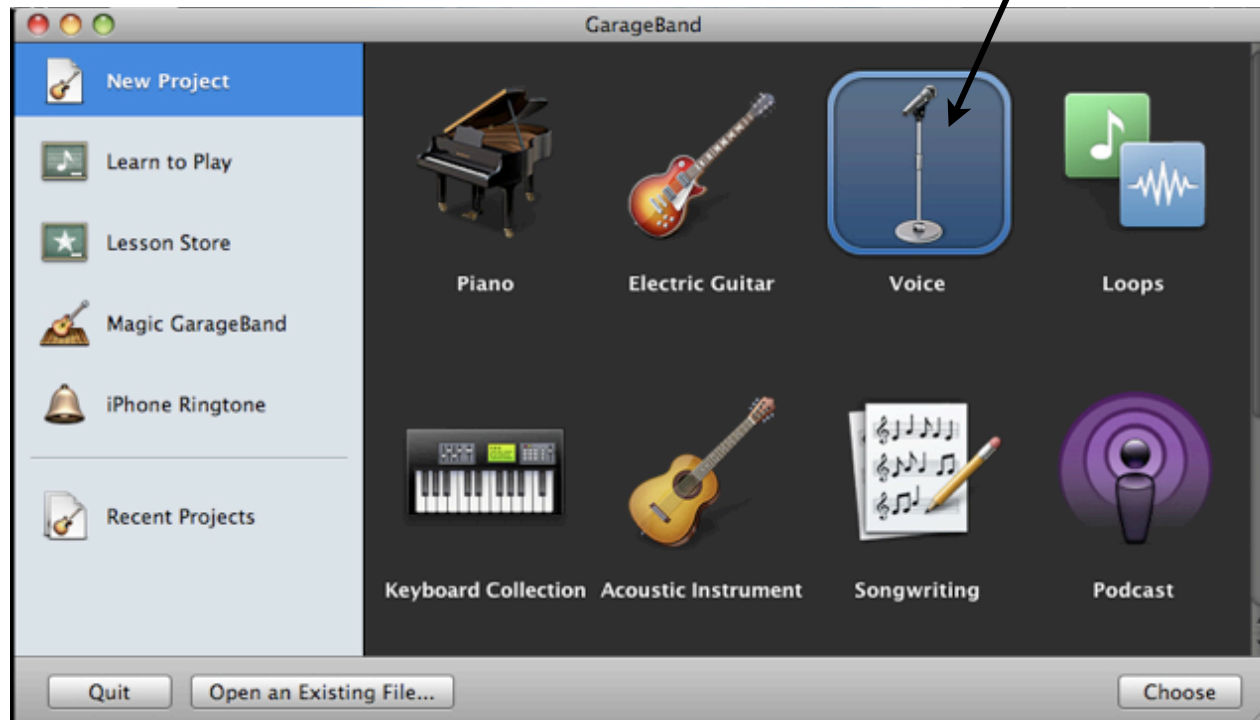 GarageBand
New Project
Learn to Play
Lesson Store
Magic GarageBand
iPhone Ringtone
Recent Projects
Piano
Electric Guitar
Voice
Loops
Keyboard Collection
Acoustic Instrument
Songwriting
Podcast
Quit
Open an Existing File...
Choose